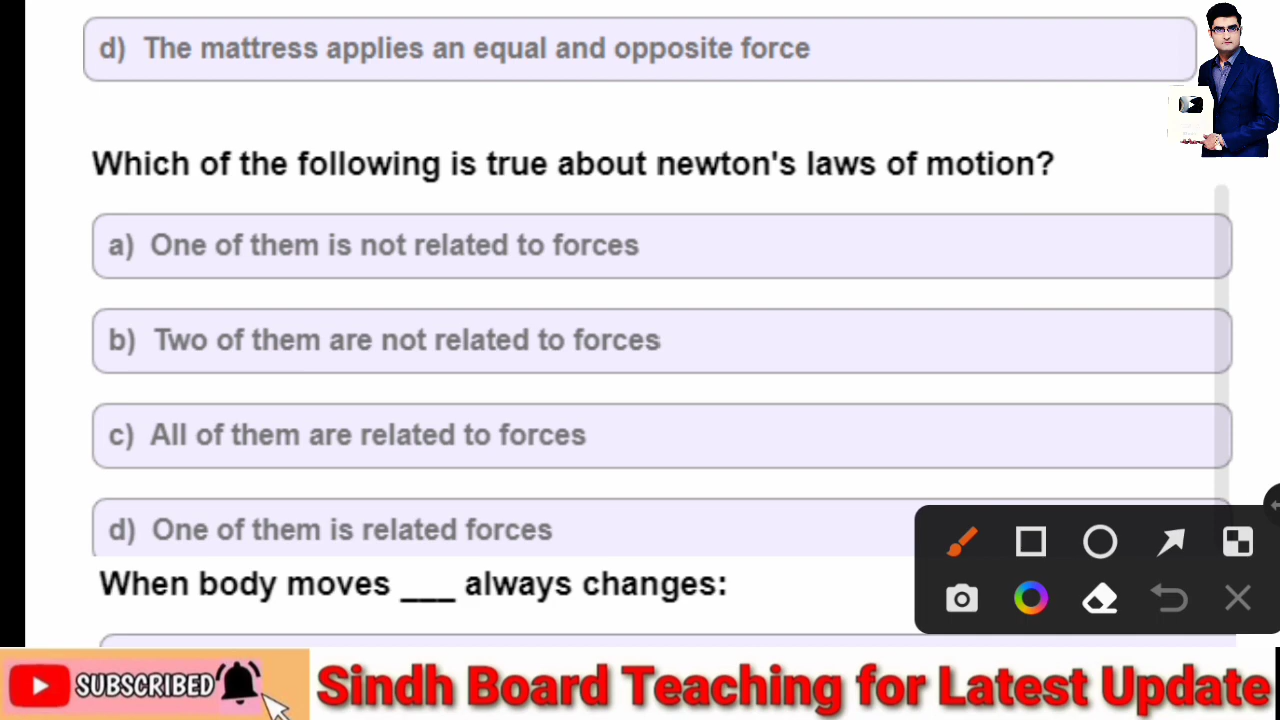 d) The mattress applies an equal and opposite force
Which of the following is true about newton's laws of motion?
a) One of them is not related to forces
b) Two of them are not related to forces
c) All of them are related to forces
d) One of them is related forces
When body moves ___ always changes:
SUBSCRIBED
Sindh Board Teaching for Latest Update